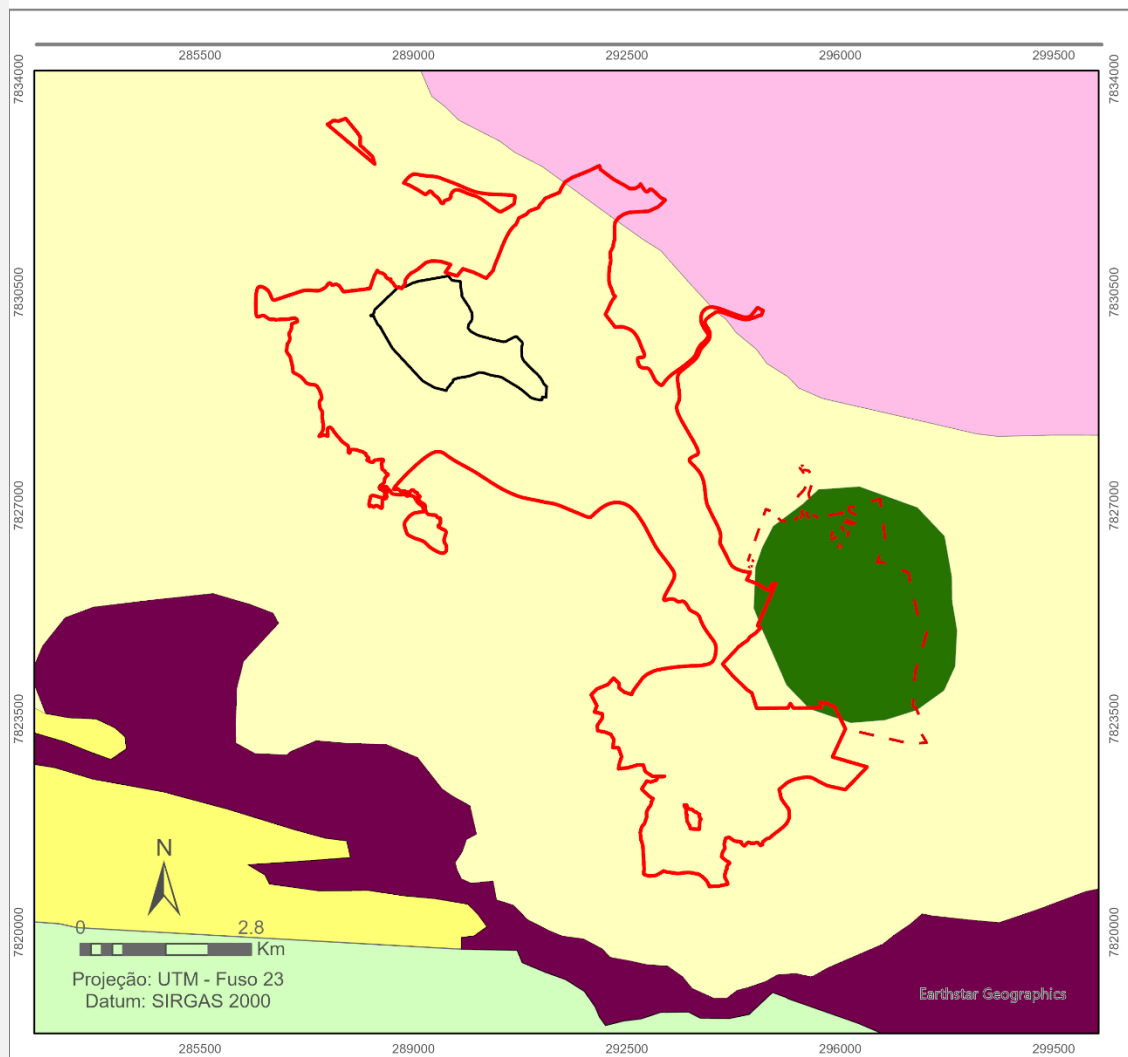 285500 289000 292500 296000 299500
7834000 7834000
7830500 7830500
7827000 7827000
7823500 7823500
7820000 7820000
N
0 2.8
Km
Projeção: UTM - Fuso 23
Datum: SIRGAS 2000
Earthstar Geographics
285500 289000 292500 296000 299500